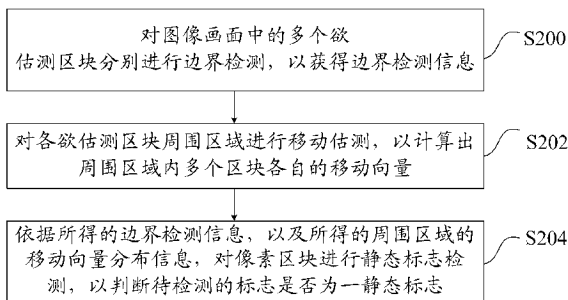 对图像画面中的多个欲
估测区块分别进行边界检测，以获得边界检测信息
S200
对各欲估测区块周围区域进行移动估测，以计算出
周围区域内多个区块各自的移动向量
S202
依据所得的边界检测信息，以及所得的周围区域的
移动向量分布信息，对像素区块进行静态标志检
测，以判断待检测的标志是否为一静态标志
S204